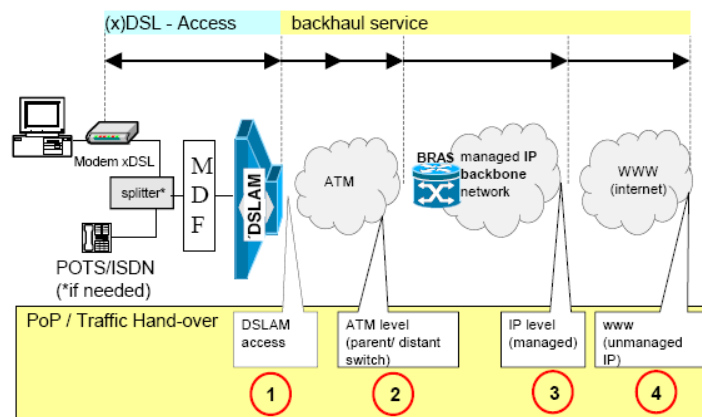 (x)DSL - Access
backhaul service
Modem xDSL
splitter*
M
D
F
DSLAM
ATM
BRAS
managed IP
backbone
network
WWW
(internet)
POTS/ISDN
(*if needed)
PoP / Traffic Hand-over
DSLAM
access
ATM level
(parent/ distant
switch)
IP level
(managed)
www
(unmanaged
IP)
1
2
3
4